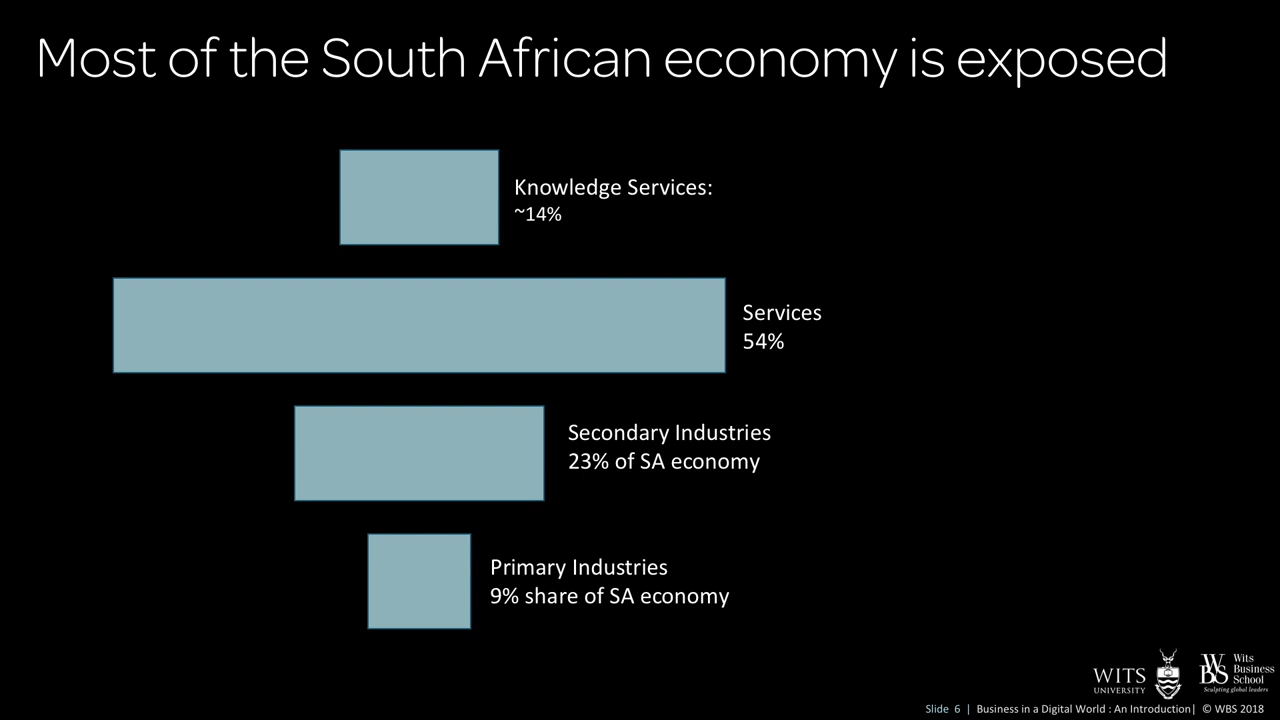 Most of the South African economy is exposed
Knowledge Services:
~14%
Services
54%
Secondary Industries
23% of SA economy
Primary Industries
9% share of SA economy
WITS
UNIVERSITY
WBS
Wits
Business
School
Sculpting global leaders
Slide 6 | Business in a Digital World : An Introduction| © WBS 2018